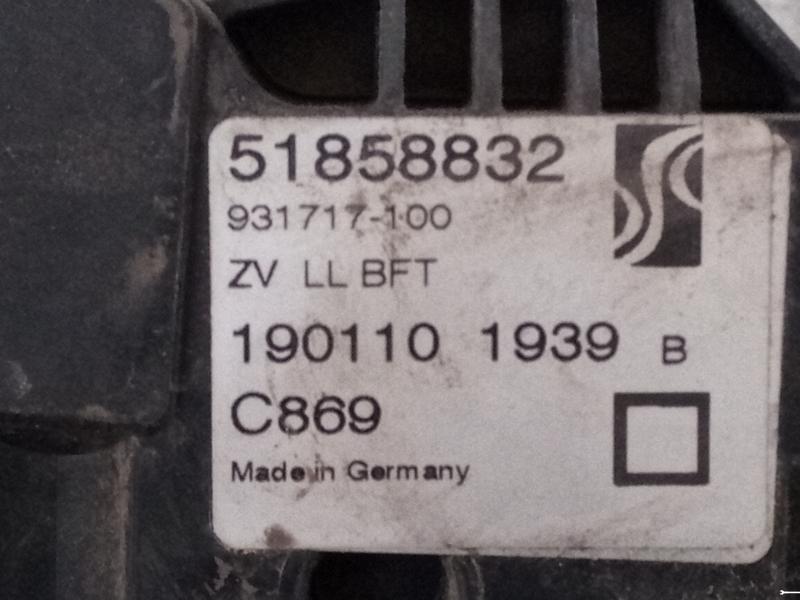 51858832
931717-100
ZV LL BFT
190110 1939 B
C869
Made in Germany